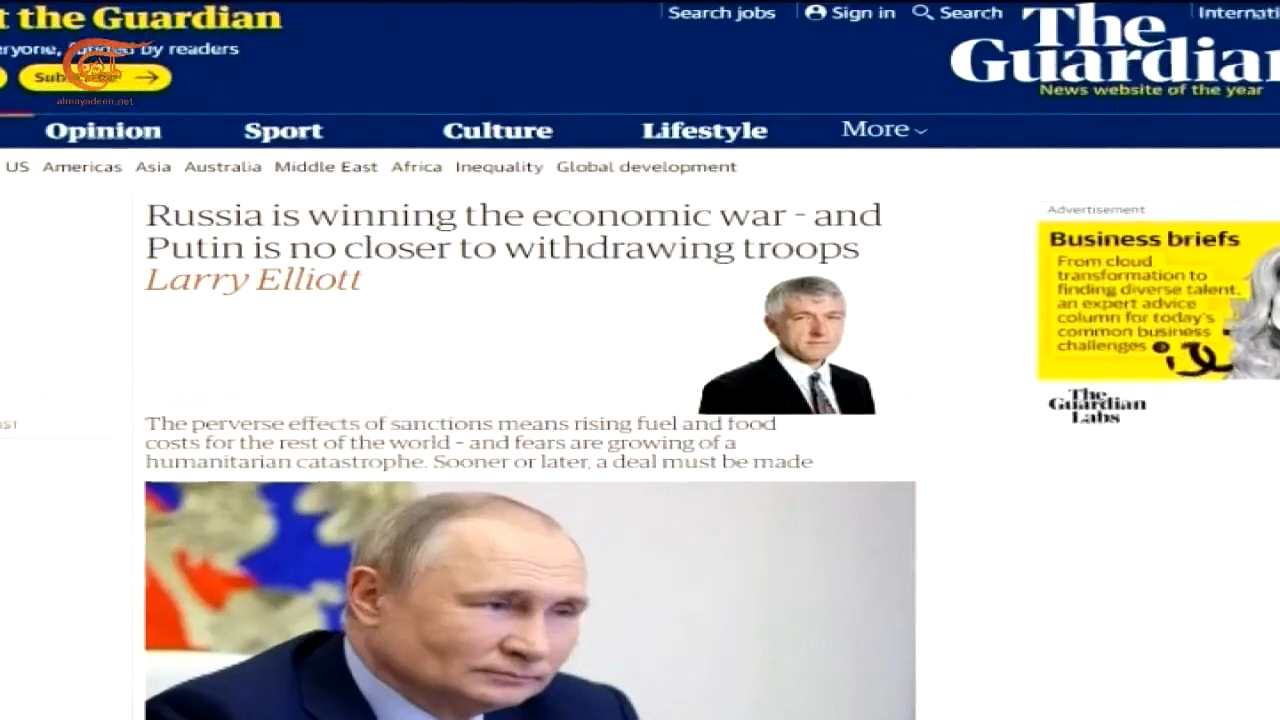 t the Guardian
eryone, funded by readers
Subscribe →
almayadeen.net
Search jobs
Sign in
Search
Internati
The
Guardian
News website of the year
Opinion
Sport
Culture
Lifestyle
More
US Americas Asia Australia Middle East Africa Inequality Global development
Russia is winning the economic war - and
Putin is no closer to withdrawing troops
Larry Elliott
The perverse effects of sanctions means rising fuel and food
costs for the rest of the world – and fears are growing of a
humanitarian catastrophe. Sooner or later, a deal must be made
Advertisement
Business briefs
From cloud
transformation to
finding diverse talent,
an expert advice
column for today's
common business
challenges
The
Guardian
Labs